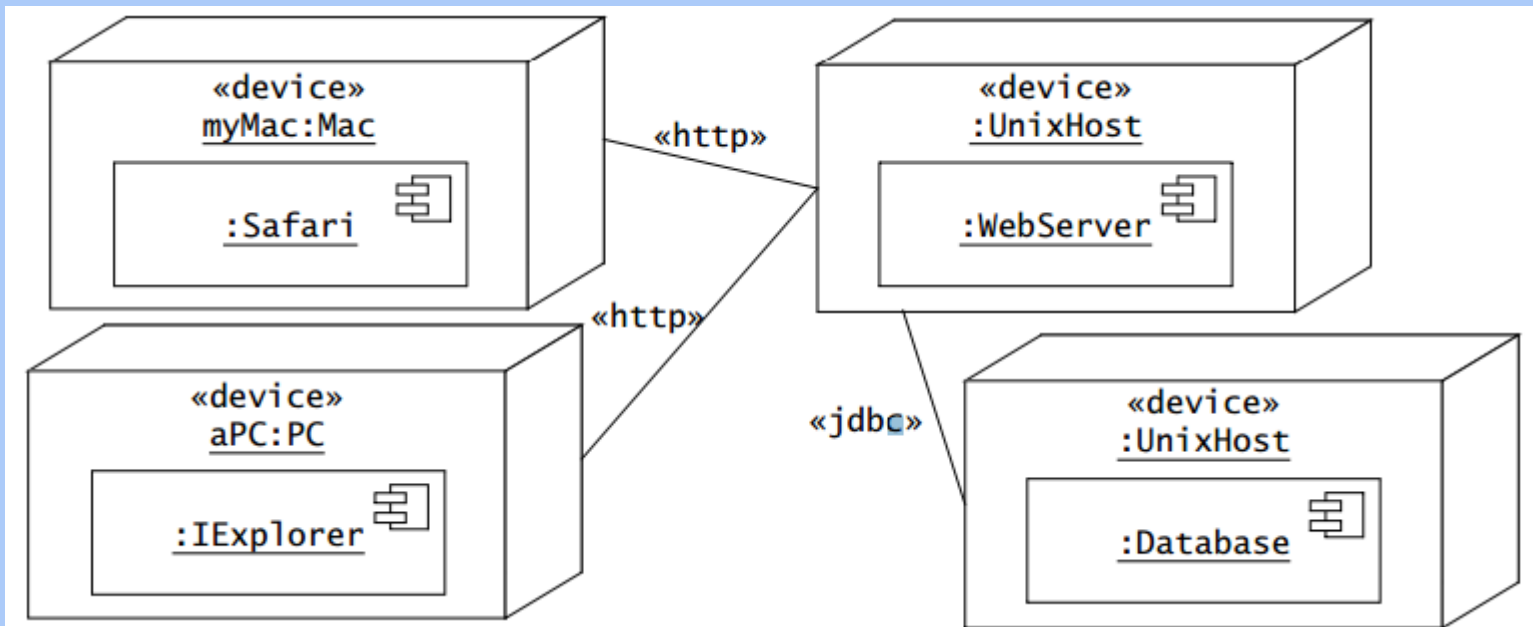 «device»
myMac:Mac
:Safari
«http»
«device»
:UnixHost
:WebServer
«http»
«device»
aPC:PC
:IExplorer
«jdbc»
«device»
:UnixHost
:Database